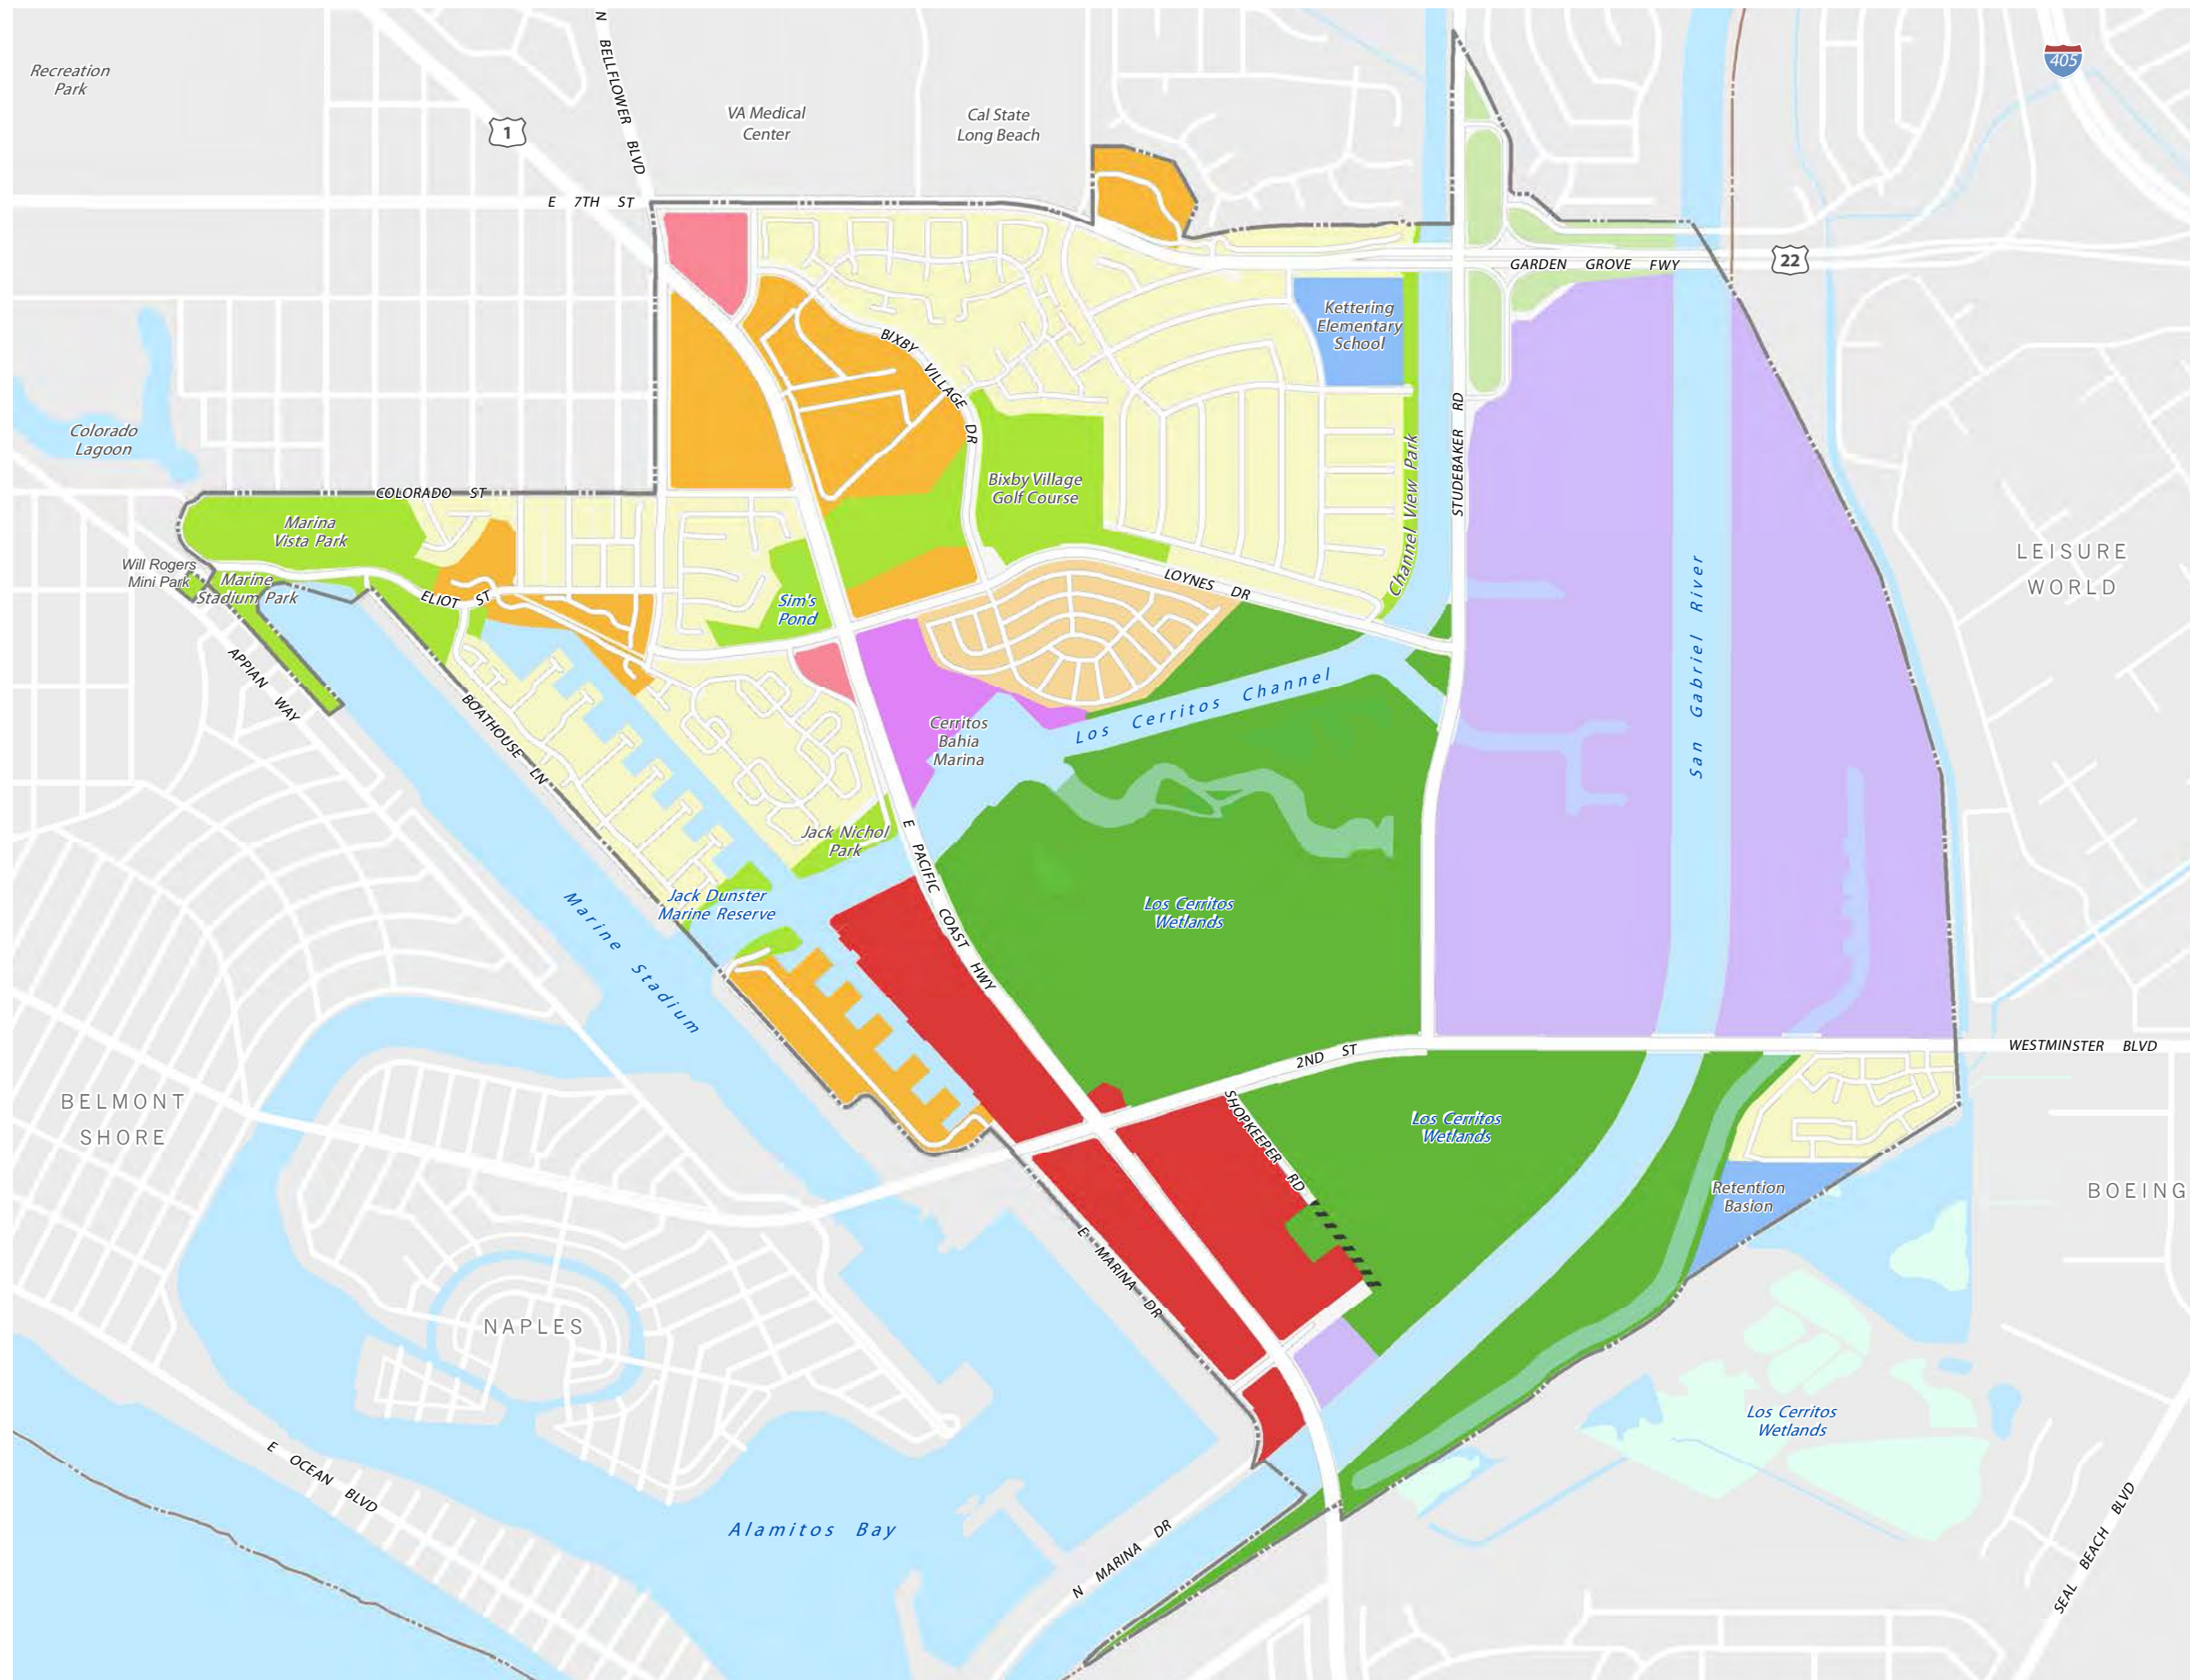 Recreation
Park
1
N BELLFLOWER BLVD
VA Medical
Center
Cal State
Long Beach
405
E 7TH ST
GARDEN GROVE FWY
22
Kettering
Elementary
School
BIXBY VILLAGE DR
STUDEBAKER RD
Colorado
Lagoon
COLORADO ST
Bixby Village
Golf Course
Channel View Park
Marina
Vista Park
Will Rogers
Mini Park
Marine
Stadium Park
ELIOT ST
Sim's
Pond
LOYNES DR
San Gabriel River
LEISURE
WORLD
APPIAN WAY
BOATHOUSE LN
Cerritos
Bahia
Marina
Los Cerritos Channel
Jack Nichol
Park
E PACIFIC COAST HWY
Jack Dunster
Marine Reserve
Marine Stadium
Los Cerritos
Wetlands
2ND ST
WESTMINSTER BLVD
BELMONT
SHORE
SHOPKEEPER RD
Los Cerritos
Wetlands
Retention
Basion
BOEING
E MARINA DR
NAPLES
Los Cerritos
Wetlands
E OCEAN BLVD
Alamitos Bay
N MARINA DR
SEAL BEACH BLVD